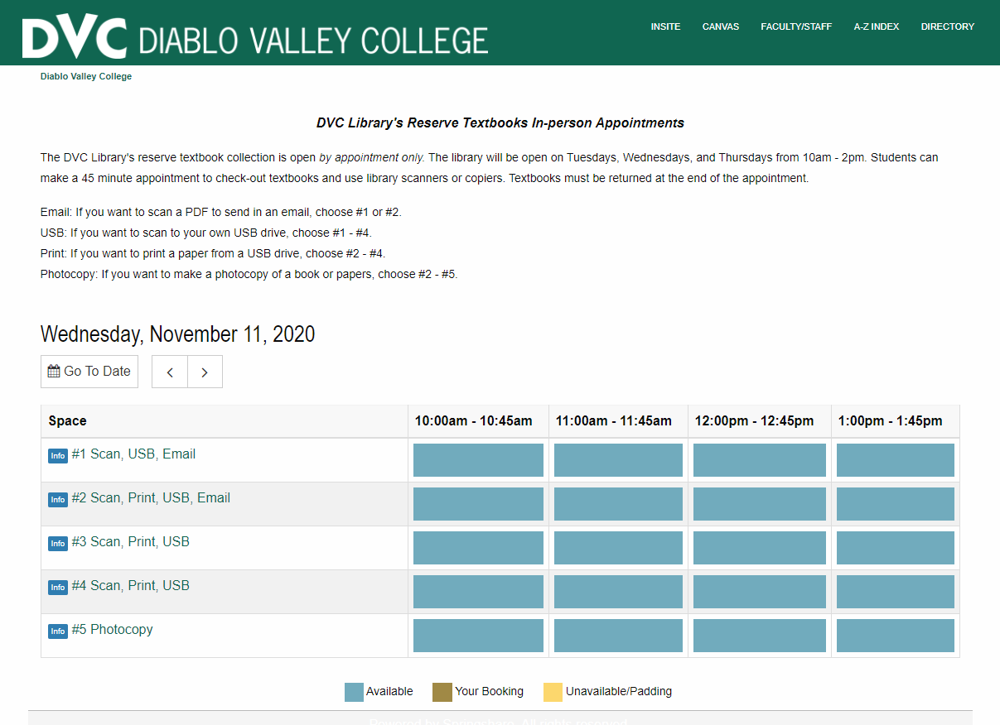 DVC DIABLO VALLEY COLLEGE
INSITE CANVAS FACULTY/STAFF A-Z INDEX DIRECTORY
Diablo Valley College
DVC Library's Reserve Textbooks In-person Appointments
The DVC Library's reserve textbook collection is open by appointment only. The library will be open on Tuesdays, Wednesdays, and Thursdays from 10am - 2pm. Students can
make a 45 minute appointment to check-out textbooks and use library scanners or copiers. Textbooks must be returned at the end of the appointment.
Email: If you want to scan a PDF to send in an email, choose #1 or #2.
USB: If you want to scan to your own USB drive, choose #1 - #4.
Print: If you want to print a paper from a USB drive, choose #2 - #4.
Photocopy: If you want to make a photocopy of a book or papers, choose #2 - #5.
Wednesday, November 11, 2020
Go To Date
Space 10:00am - 10:45am 11:00am - 11:45am 12:00pm - 12:45pm 1:00pm - 1:45pm
Info #1 Scan, USB, Email
Info #2 Scan, Print, USB, Email
Info #3 Scan, Print, USB
Info #4 Scan, Print, USB
Info #5 Photocopy
Available Your Booking Unavailable/Padding
Powered by Springshare. All rights reserved.